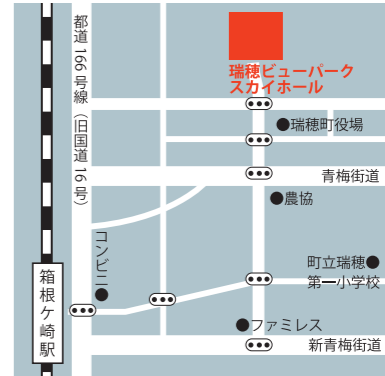 都道166号線（旧国道16号）
瑞穂ビューパーク
スカイホール
瑞穂町役場
青梅街道
農協
コンビニ
町立瑞穂
第一小学校
箱根ケ崎駅
ファミレス
新青梅街道